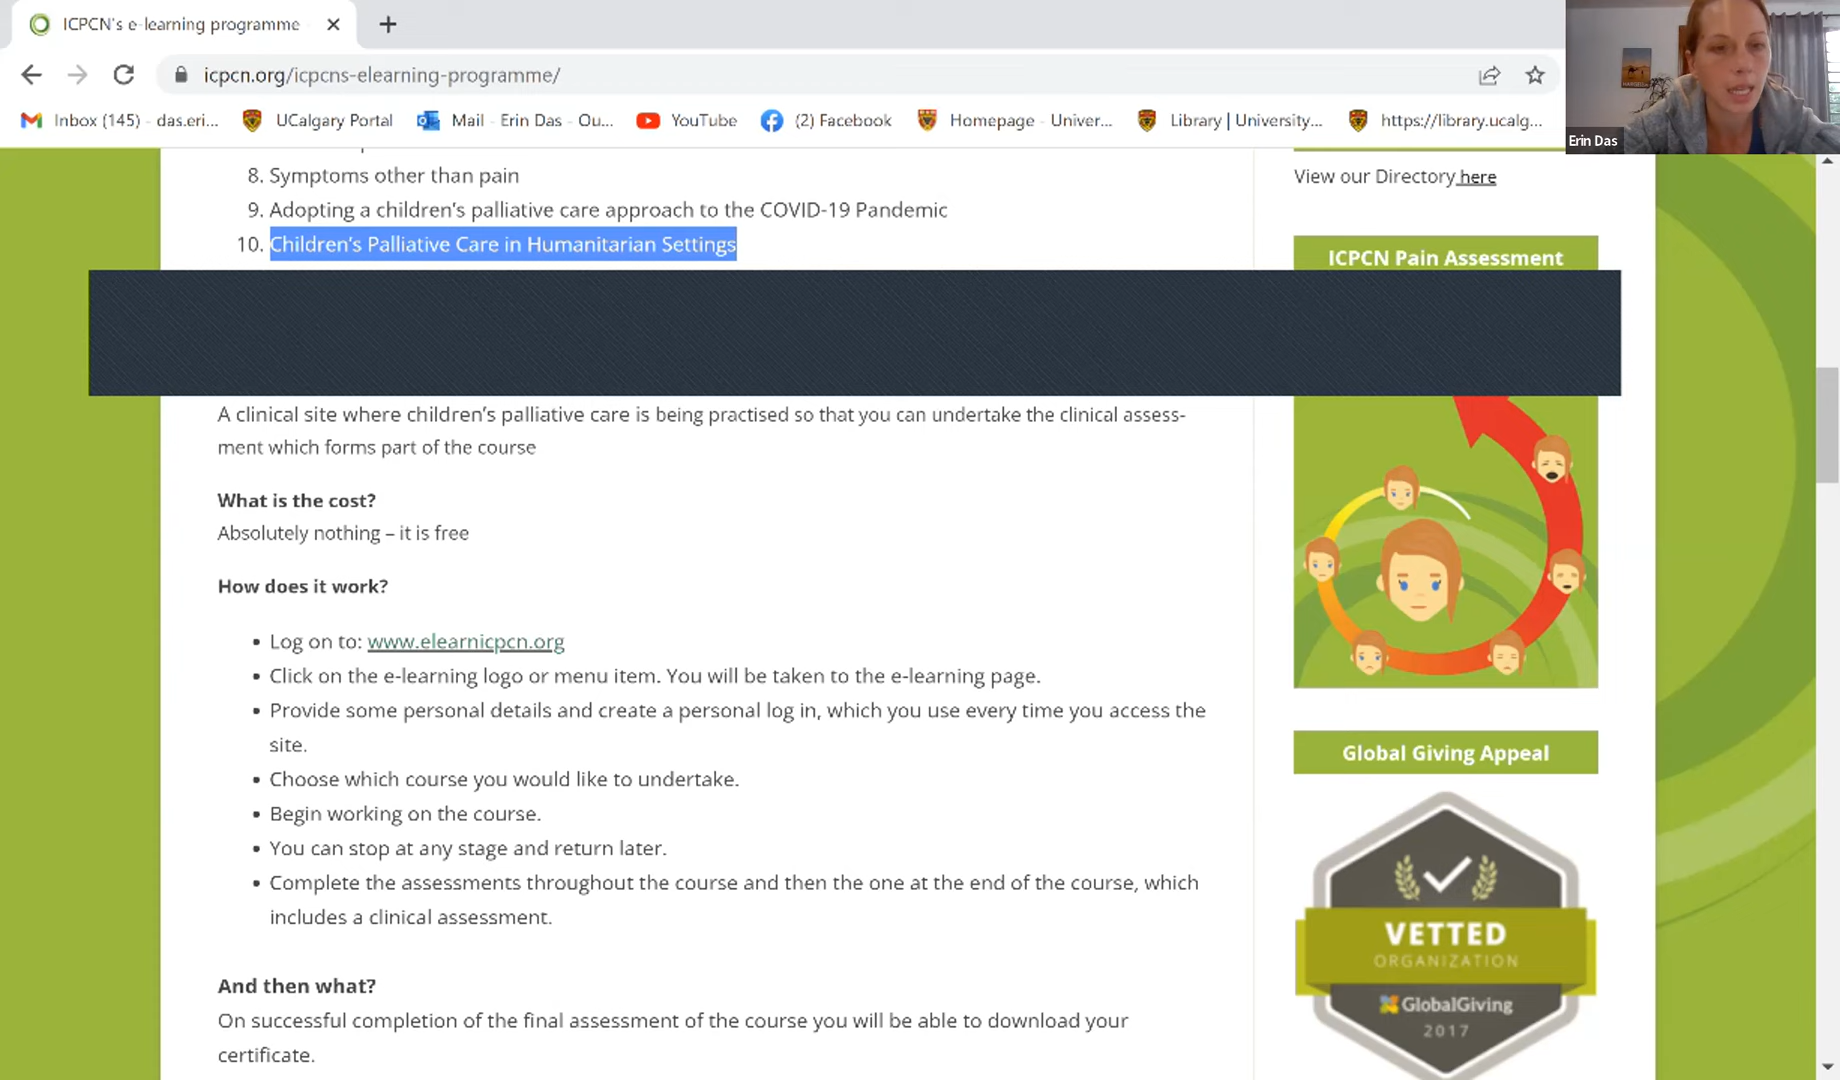 ICPCN's e-learning programme
icpcn.org/icpcns-elearning-programme/
Inbox (145) - das.eri...
UCalgary Portal
Mail - Erin Das - Ou...
YouTube
(2) Facebook
Homepage - Univer...
Library | University...
https://library.ucalg...
Erin Das
8. Symptoms other than pain
9. Adopting a children's palliative care approach to the COVID-19 Pandemic
10. Children's Palliative Care in Humanitarian Settings
A clinical site where children's palliative care is being practised so that you can undertake the clinical assess-
ment which forms part of the course
What is the cost?
Absolutely nothing – it is free
How does it work?
• Log on to: www.elearnicpcn.org
• Click on the e-learning logo or menu item. You will be taken to the e-learning page.
• Provide some personal details and create a personal log in, which you use every time you access the
site.
• Choose which course you would like to undertake.
• Begin working on the course.
• You can stop at any stage and return later.
• Complete the assessments throughout the course and then the one at the end of the course, which
includes a clinical assessment.
And then what?
On successful completion of the final assessment of the course you will be able to download your
certificate.
View our Directory here
ICPCN Pain Assessment
Global Giving Appeal
VETTED
ORGANIZATION
GlobalGiving
2017